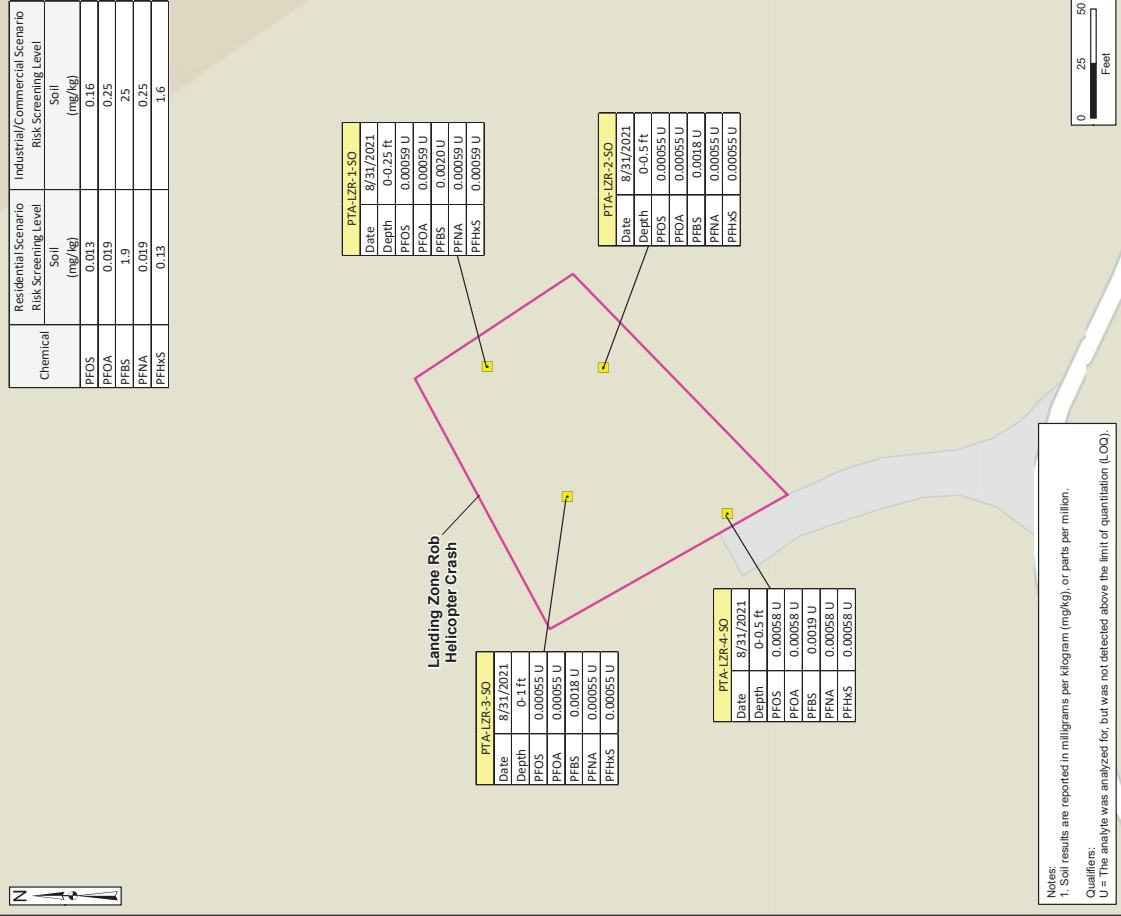 N
Chemical Residential Scenario Risk Screening Level Industrial/Commercial Scenario Risk Screening Level
Soil (mg/kg) Soil (mg/kg)
PFOS 0.013 0.16
PFOA 0.019 0.25
PFBS 1.9 25
PFNA 0.019 0.25
PFHxS 0.13 1.6
Landing Zone Rob
Helicopter Crash
PTA-LZR-1-SO
Date 8/31/2021
Depth 0-0.25 ft
PFOS 0.00059 U
PFOA 0.00059 U
PFBS 0.0020 U
PFNA 0.00059 U
PFHxS 0.00059 U
PTA-LZR-3-SO
Date 8/31/2021
Depth 0-1 ft
PFOS 0.00055 U
PFOA 0.00055 U
PFBS 0.0018 U
PFNA 0.00055 U
PFHxS 0.00055 U
PTA-LZR-2-SO
Date 8/31/2021
Depth 0-0.5 ft
PFOS 0.00055 U
PFOA 0.00055 U
PFBS 0.0018 U
PFNA 0.00055 U
PFHxS 0.00055 U
PTA-LZR-4-SO
Date 8/31/2021
Depth 0-0.5 ft
PFOS 0.00058 U
PFOA 0.00058 U
PFBS 0.0019 U
PFNA 0.00058 U
PFHxS 0.00058 U
Notes:
1. Soil results are reported in milligrams per kilogram (mg/kg), or parts per million.
Qualifiers:
U = The analyte was analyzed for, but was not detected above the limit of quantitation (LOQ).
0 25 50
Feet